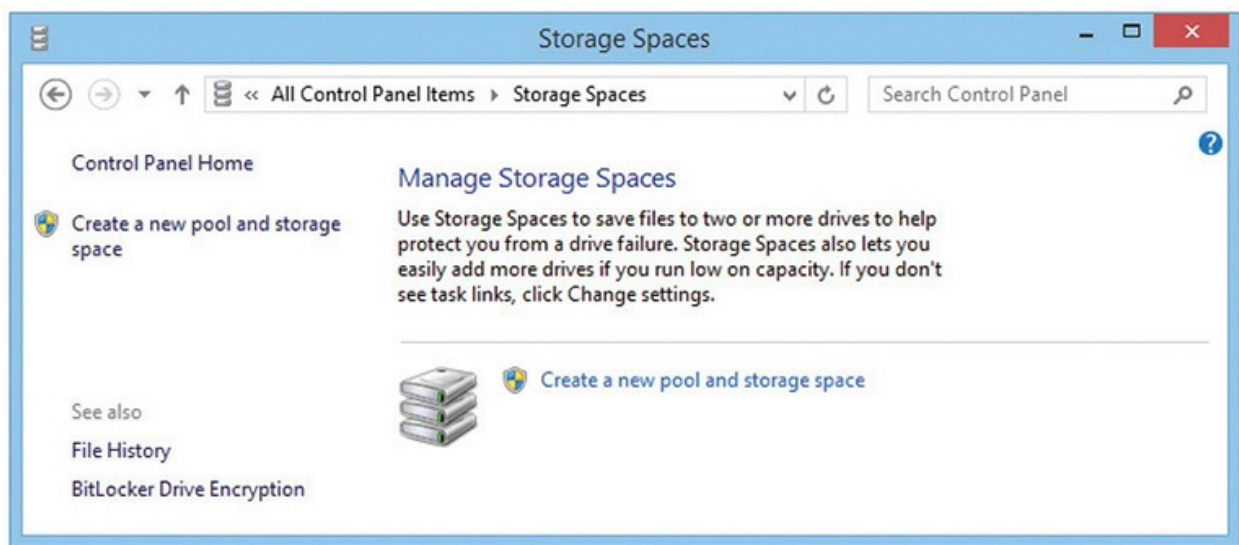 Storage Spaces
« All Control Panel Items ▸ Storage Spaces
Search Control Panel
Control Panel Home
Create a new pool and storage
space
See also
File History
BitLocker Drive Encryption
Manage Storage Spaces
Use Storage Spaces to save files to two or more drives to help
protect you from a drive failure. Storage Spaces also lets you
easily add more drives if you run low on capacity. If you don't
see task links, click Change settings.
Create a new pool and storage space